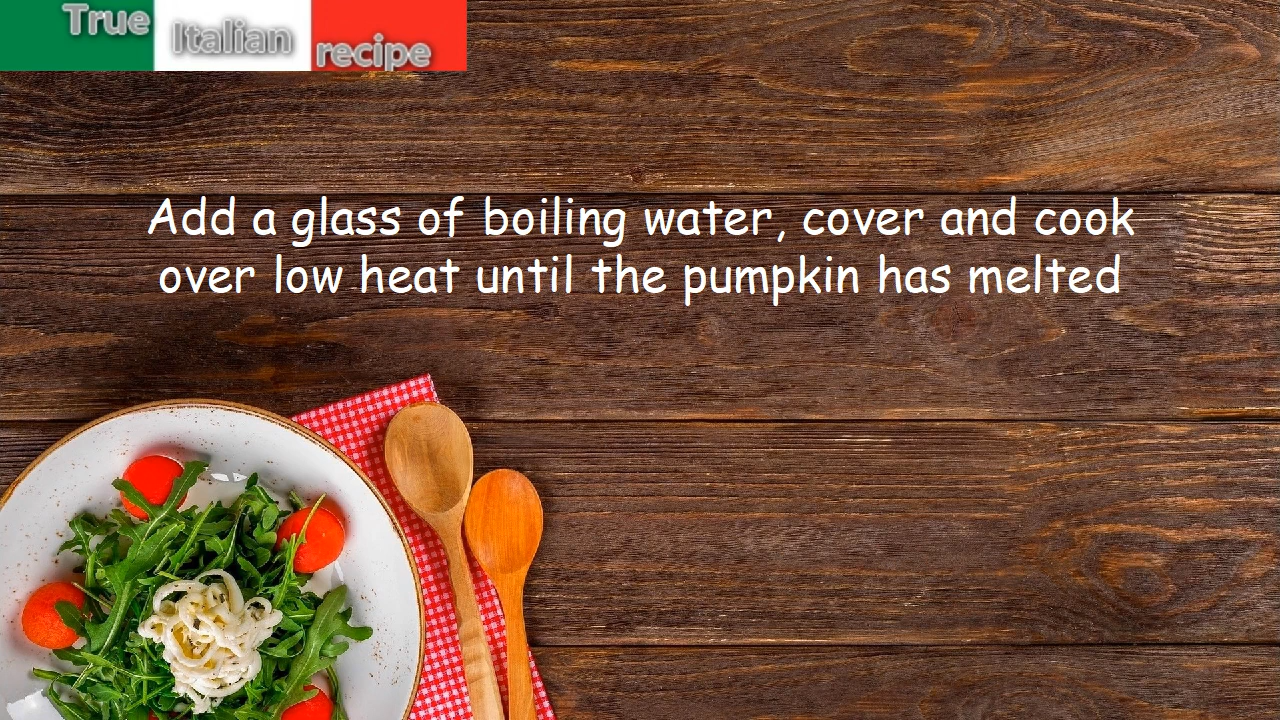 True Italian recipe
Add a glass of boiling water, cover and cook
over low heat until the pumpkin has melted